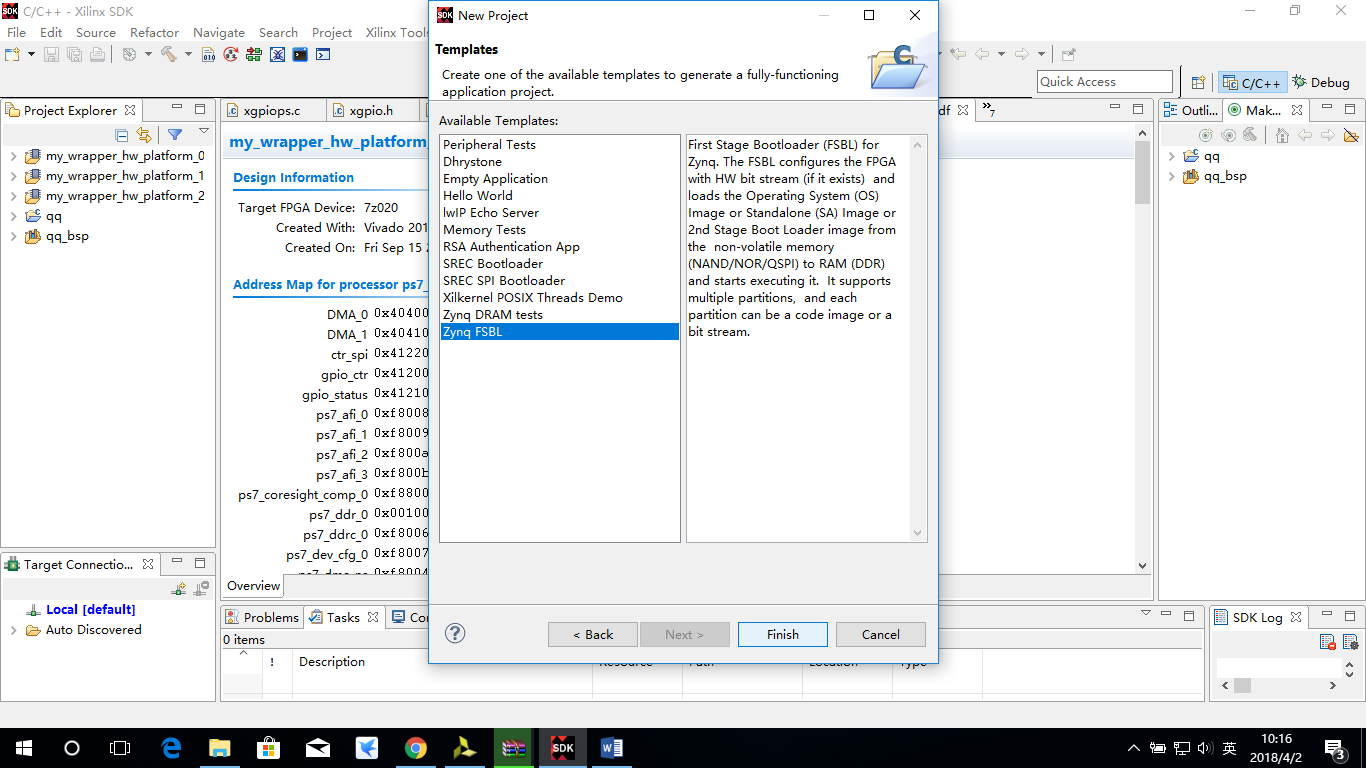 C/C++ - Xilinx SDK
File Edit Source Refactor Navigate Search Project Xilinx Tools
Quick Access
C/C++
Debug
Project Explorer
my_wrapper_hw_platform_0
my_wrapper_hw_platform_1
my_wrapper_hw_platform_2
qq
qq_bsp
xgpiops.c
xgpio.h
df
7
my_wrapper_hw_platform_
Design Information
Target FPGA Device: 7z020
Created With: Vivado 201
Created On: Fri Sep 15 2
Address Map for processor ps7_
DMA_0 0x40400
DMA_1 0x40410
ctr_spi 0x41220
gpio_ctr 0x41200
gpio_status 0x41210
ps7_afi_0 0xf8008
ps7_afi_1 0xf8009
ps7_afi_2 0xf800a
ps7_afi_3 0xf800b
ps7_coresight_comp_0 0xf8800
ps7_ddr_0 0x00100
ps7_ddrc_0 0xf8006
ps7_dev_cfg_0 0xf8007
Overview
SDK New Project
Templates
Create one of the available templates to generate a fully-functioning
application project.
Available Templates:
Peripheral Tests
Dhrystone
Empty Application
Hello World
lwIP Echo Server
Memory Tests
RSA Authentication App
SREC Bootloader
SREC SPI Bootloader
Xilkernel POSIX Threads Demo
Zynq DRAM tests
Zynq FSBL
First Stage Bootloader (FSBL) for
Zynq. The FSBL configures the FPGA
with HW bit stream (if it exists) and
loads the Operating System (OS)
Image or Standalone (SA) Image or
2nd Stage Boot Loader image from
the non-volatile memory
(NAND/NOR/QSPI) to RAM (DDR)
and starts executing it. It supports
multiple partitions, and each
partition can be a code image or a
bit stream.
< Back
Next >
Finish
Cancel
Outli...
Mak...
qq
qq_bsp
Target Connectio...
Local [default]
Auto Discovered
Problems
Tasks
Co
0 items
! Description Resource Path Location Type
SDK Log
SDK
英
10:16
2018/4/2
3